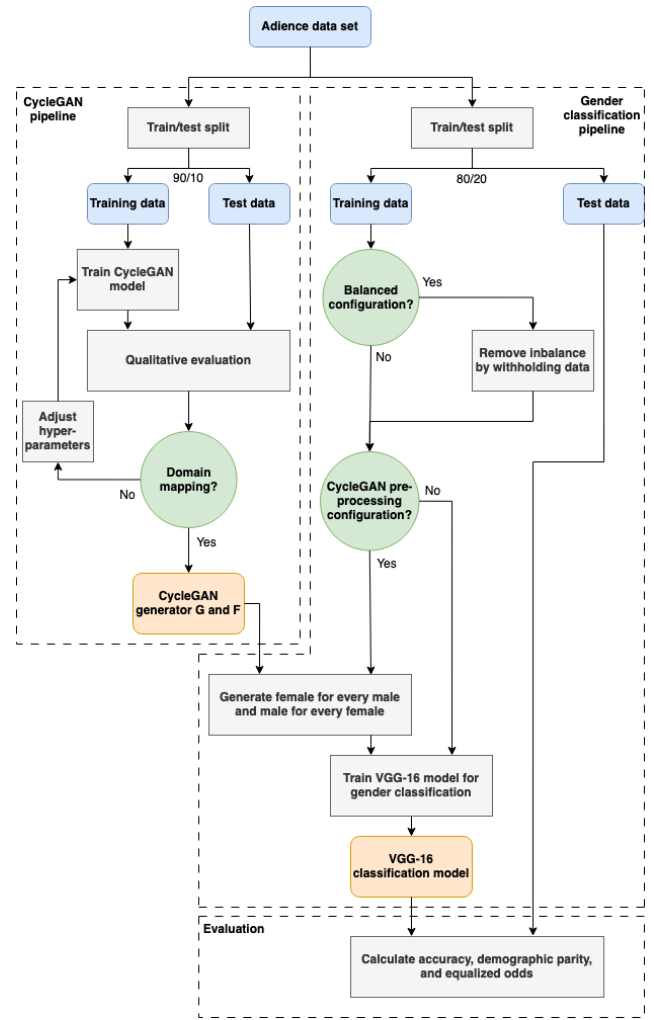 Adience data set
CycleGAN
pipeline
Gender
classification
pipeline
Train/test split
Train/test split
90/10
80/20
Training data
Test data
Training data
Test data
Train CycleGAN
model
Balanced
configuration?
Yes
No
Qualitative evaluation
Remove inbalance
by withholding data
Adjust
hyper-
parameters
Domain
mapping?
No
Yes
CycleGAN pre-
processing
configuration?
No
Yes
CycleGAN
generator G and F
Generate female for every male
and male for every female
Train VGG-16 model for
gender classification
VGG-16
classification model
Evaluation
Calculate accuracy, demographic parity,
and equalized odds